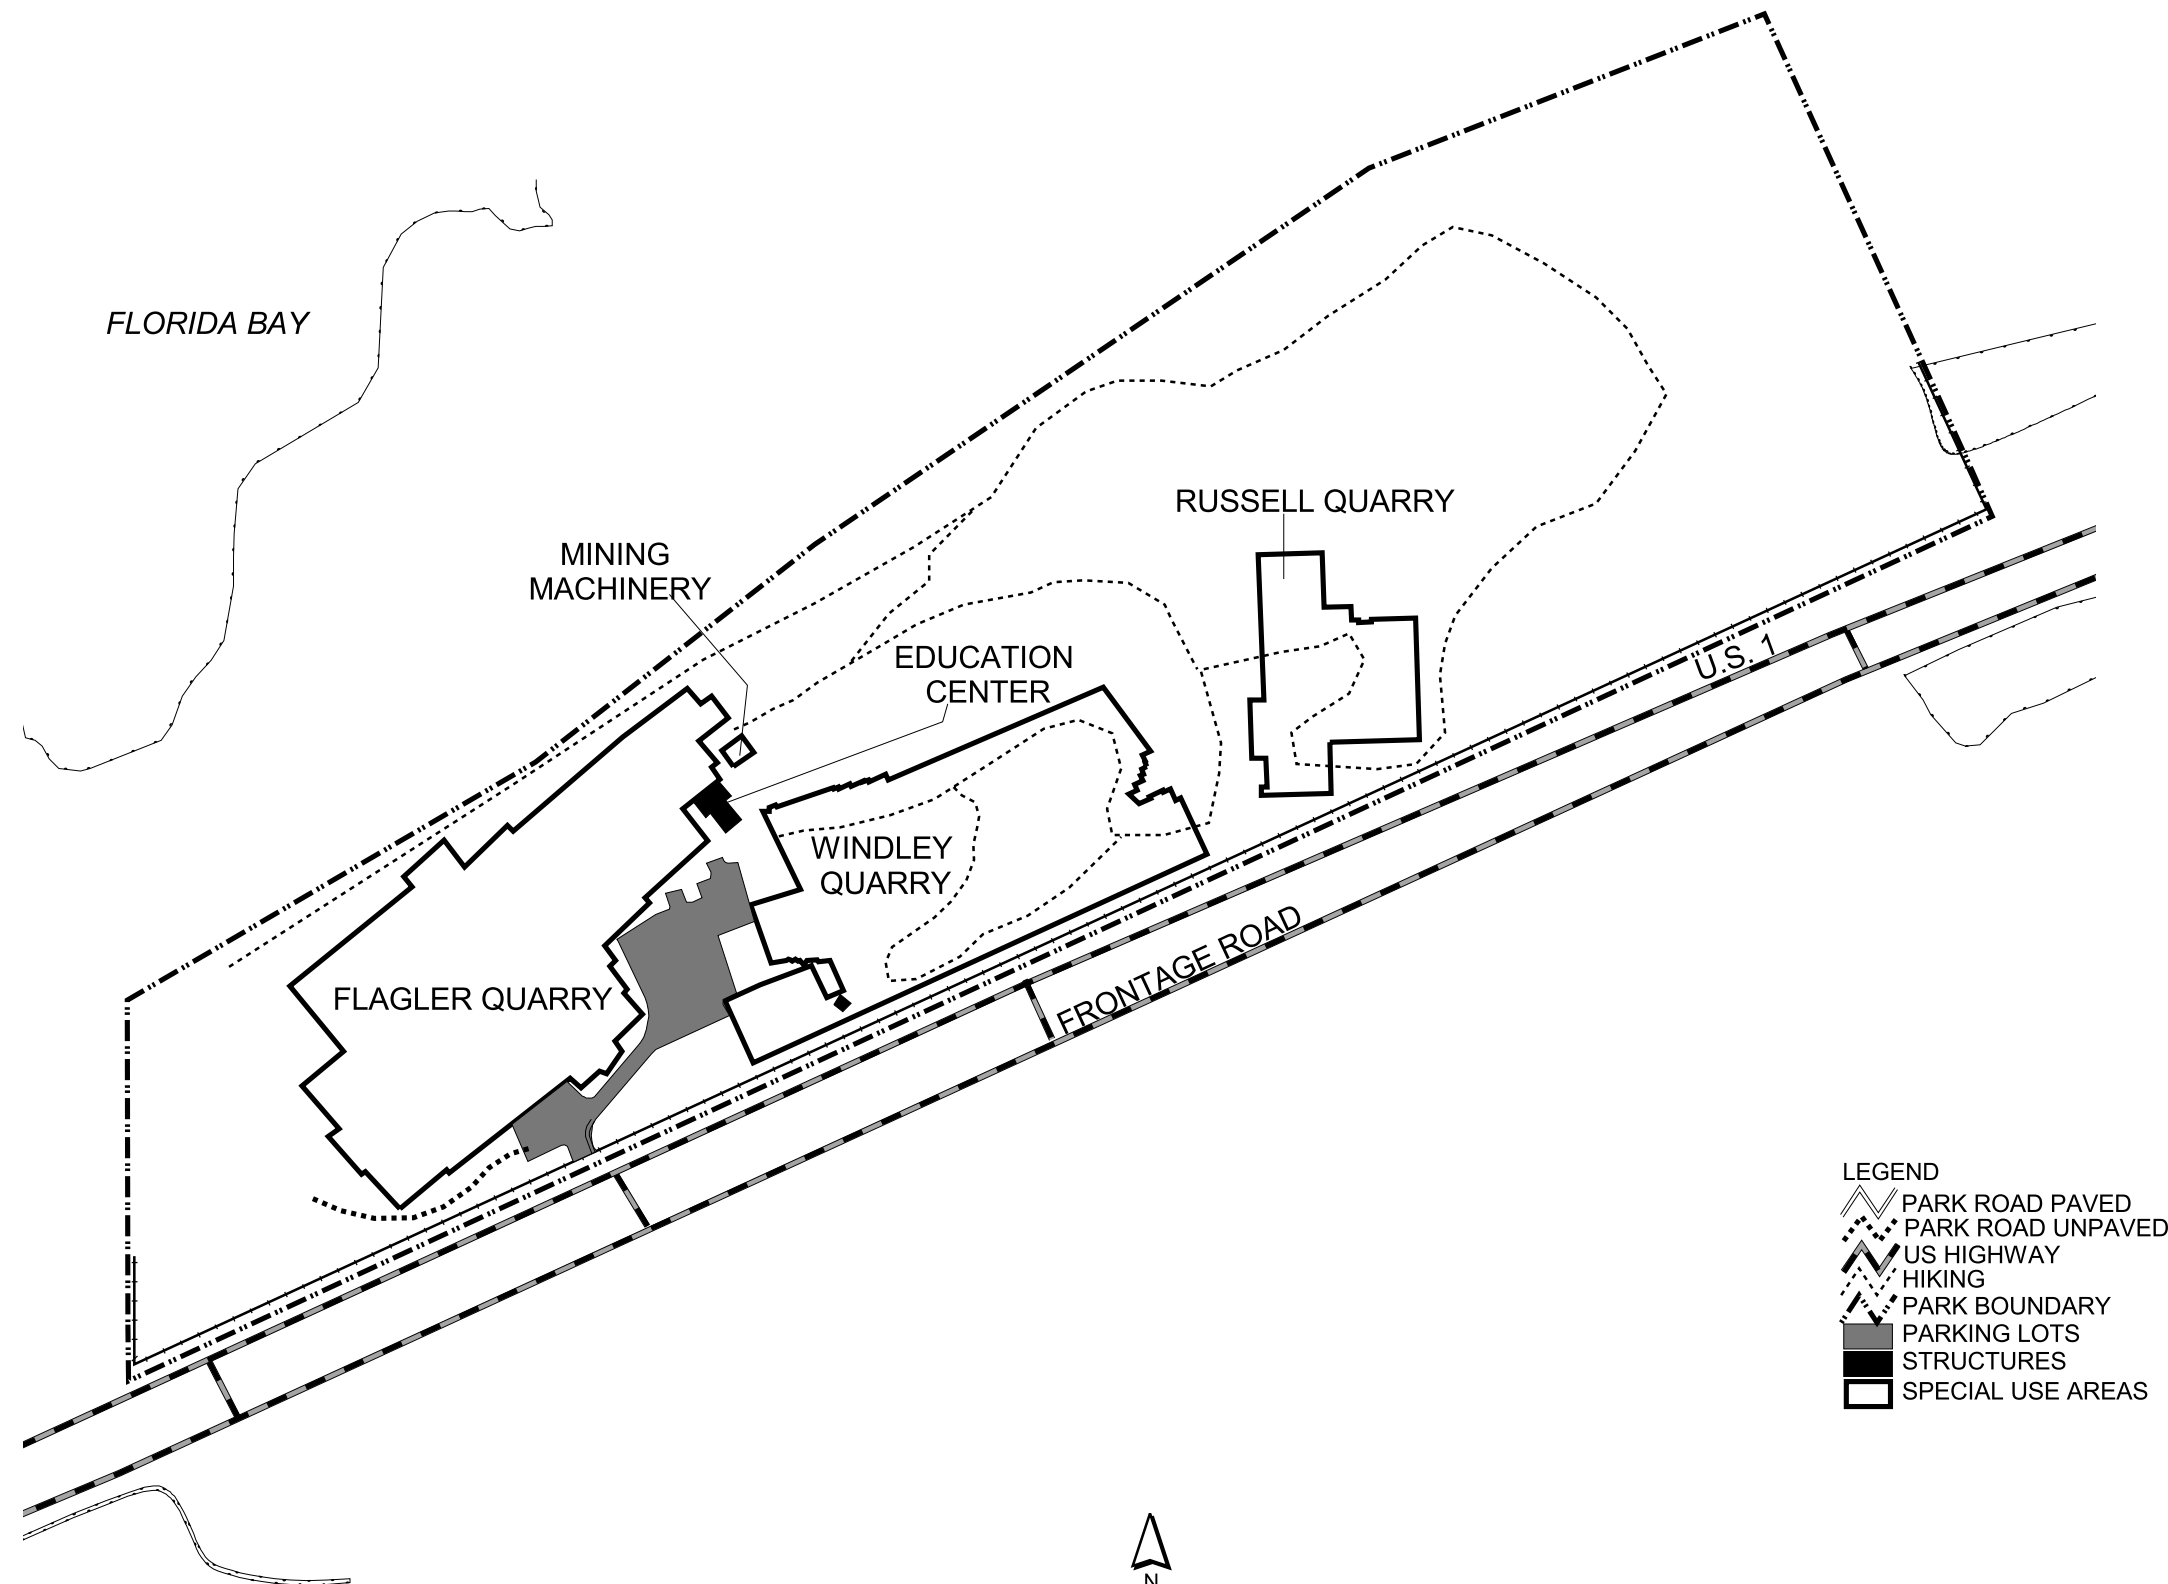 FLORIDA BAY
RUSSELL QUARRY
MINING
MACHINERY
EDUCATION
CENTER
U.S. 1
WINDLEY
QUARRY
FRONTAGE ROAD
FLAGLER QUARRY
LEGEND
PARK ROAD PAVED
PARK ROAD UNPAVED
US HIGHWAY
HIKING
PARK BOUNDARY
PARKING LOTS
STRUCTURES
SPECIAL USE AREAS
N